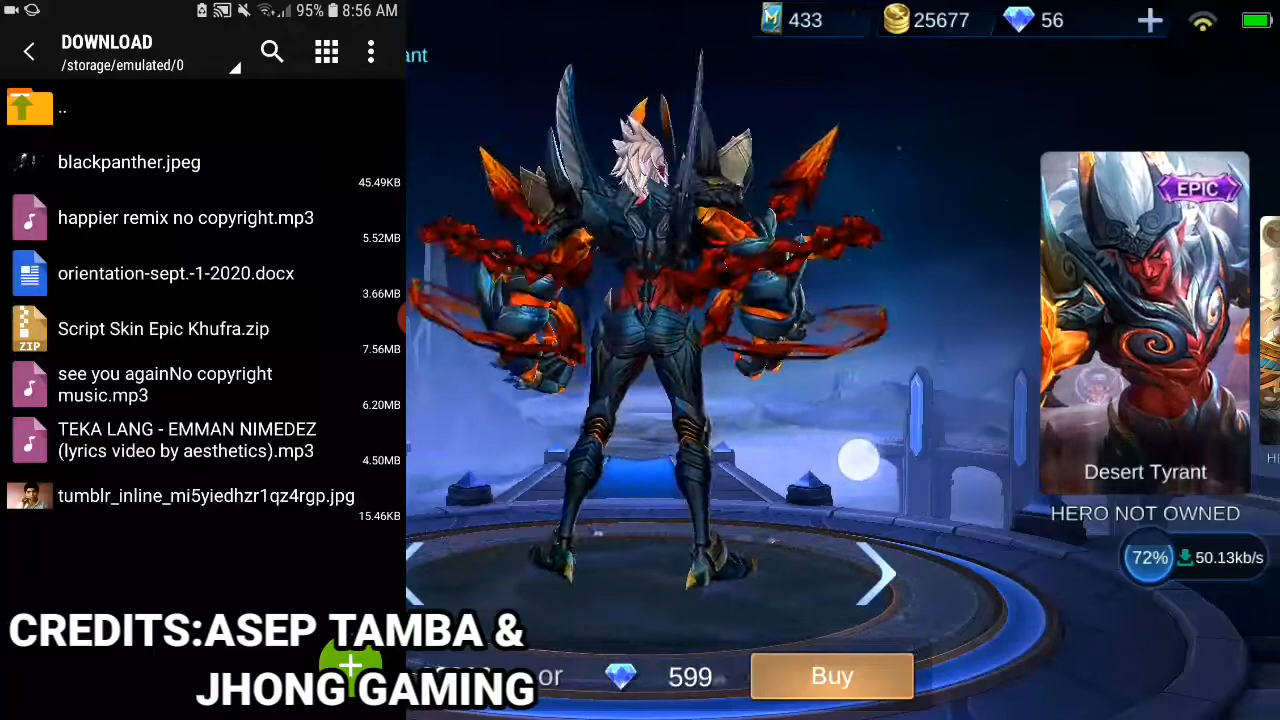 95% 8:56 AM
DOWNLOAD
/storage/emulated/0
..
blackpanther.jpeg
45.49KB
happier remix no copyright.mp3
5.52MB
orientation-sept.-1-2020.docx
3.66MB
ZIP
Script Skin Epic Khufra.zip
7.56MB
see you againNo copyright
music.mp3
6.20MB
TEKA LANG - EMMAN NIMEDEZ
(lyrics video by aesthetics).mp3
4.50MB
tumblr_inline_mi5yiedhzr1qz4rgp.jpg
15.46KB
CREDITS:ASEP TAMBA &
JHONG GAMING
M 433 25677 56 +
ant
EPIC
Desert Tyrant
HERO NOT OWNED
72% 50.13kb/s
or 599 Buy